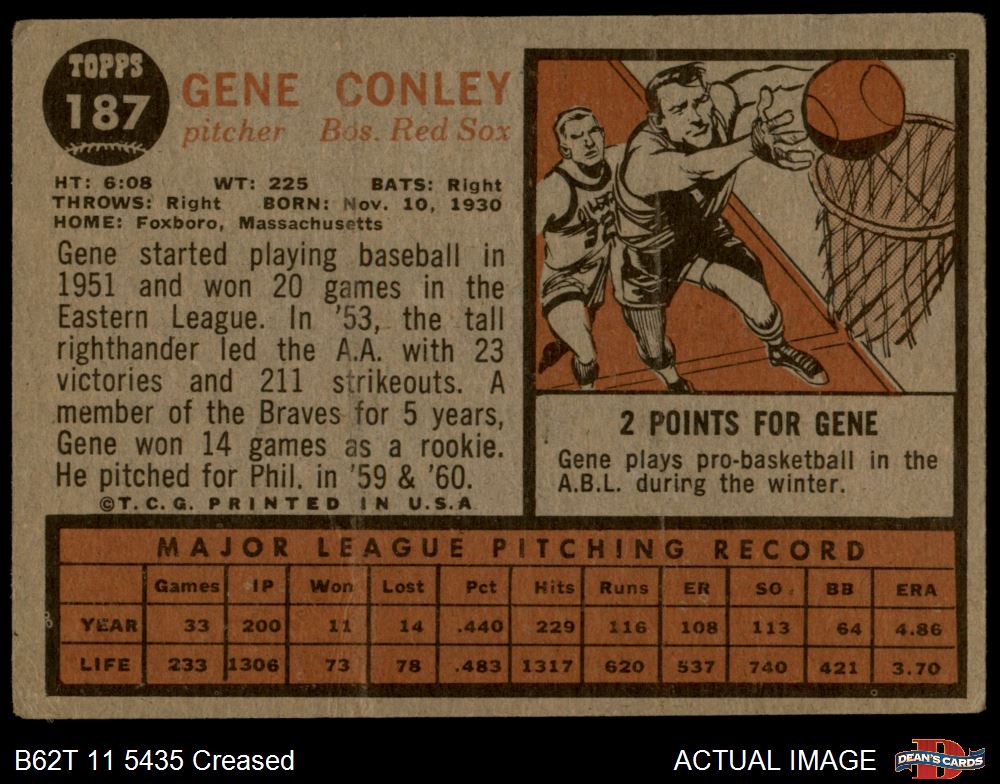 TOPPS
187
GENE CONLEY
pitcher Bos. Red Sox
HT: 6:08 WT: 225 BATS: Right
THROWS: Right BORN: Nov. 10, 1930
HOME: Foxboro, Massachusetts
Gene started playing baseball in
1951 and won 20 games in the
Eastern League. In '53, the tall
righthander led the A.A. with 23
victories and 211 strikeouts. A
member of the Braves for 5 years,
Gene won 14 games as a rookie.
He pitched for Phil. in '59 & '60.
©T.C.G. PRINTED IN U.S.A
2 POINTS FOR GENE
Gene plays pro-basketball in the
A.B.L. during the winter.
MAJOR LEAGUE PITCHING RECORD
Games IP Won Lost Pct Hits Runs ER SO BB ERA
YEAR 33 200 11 14 .440 229 116 108 113 64 4.86
LIFE 233 1306 73 78 .483 1317 620 537 740 421 3.70
B62T 11 5435 Creased
ACTUAL IMAGE
DEAN'S CARDS